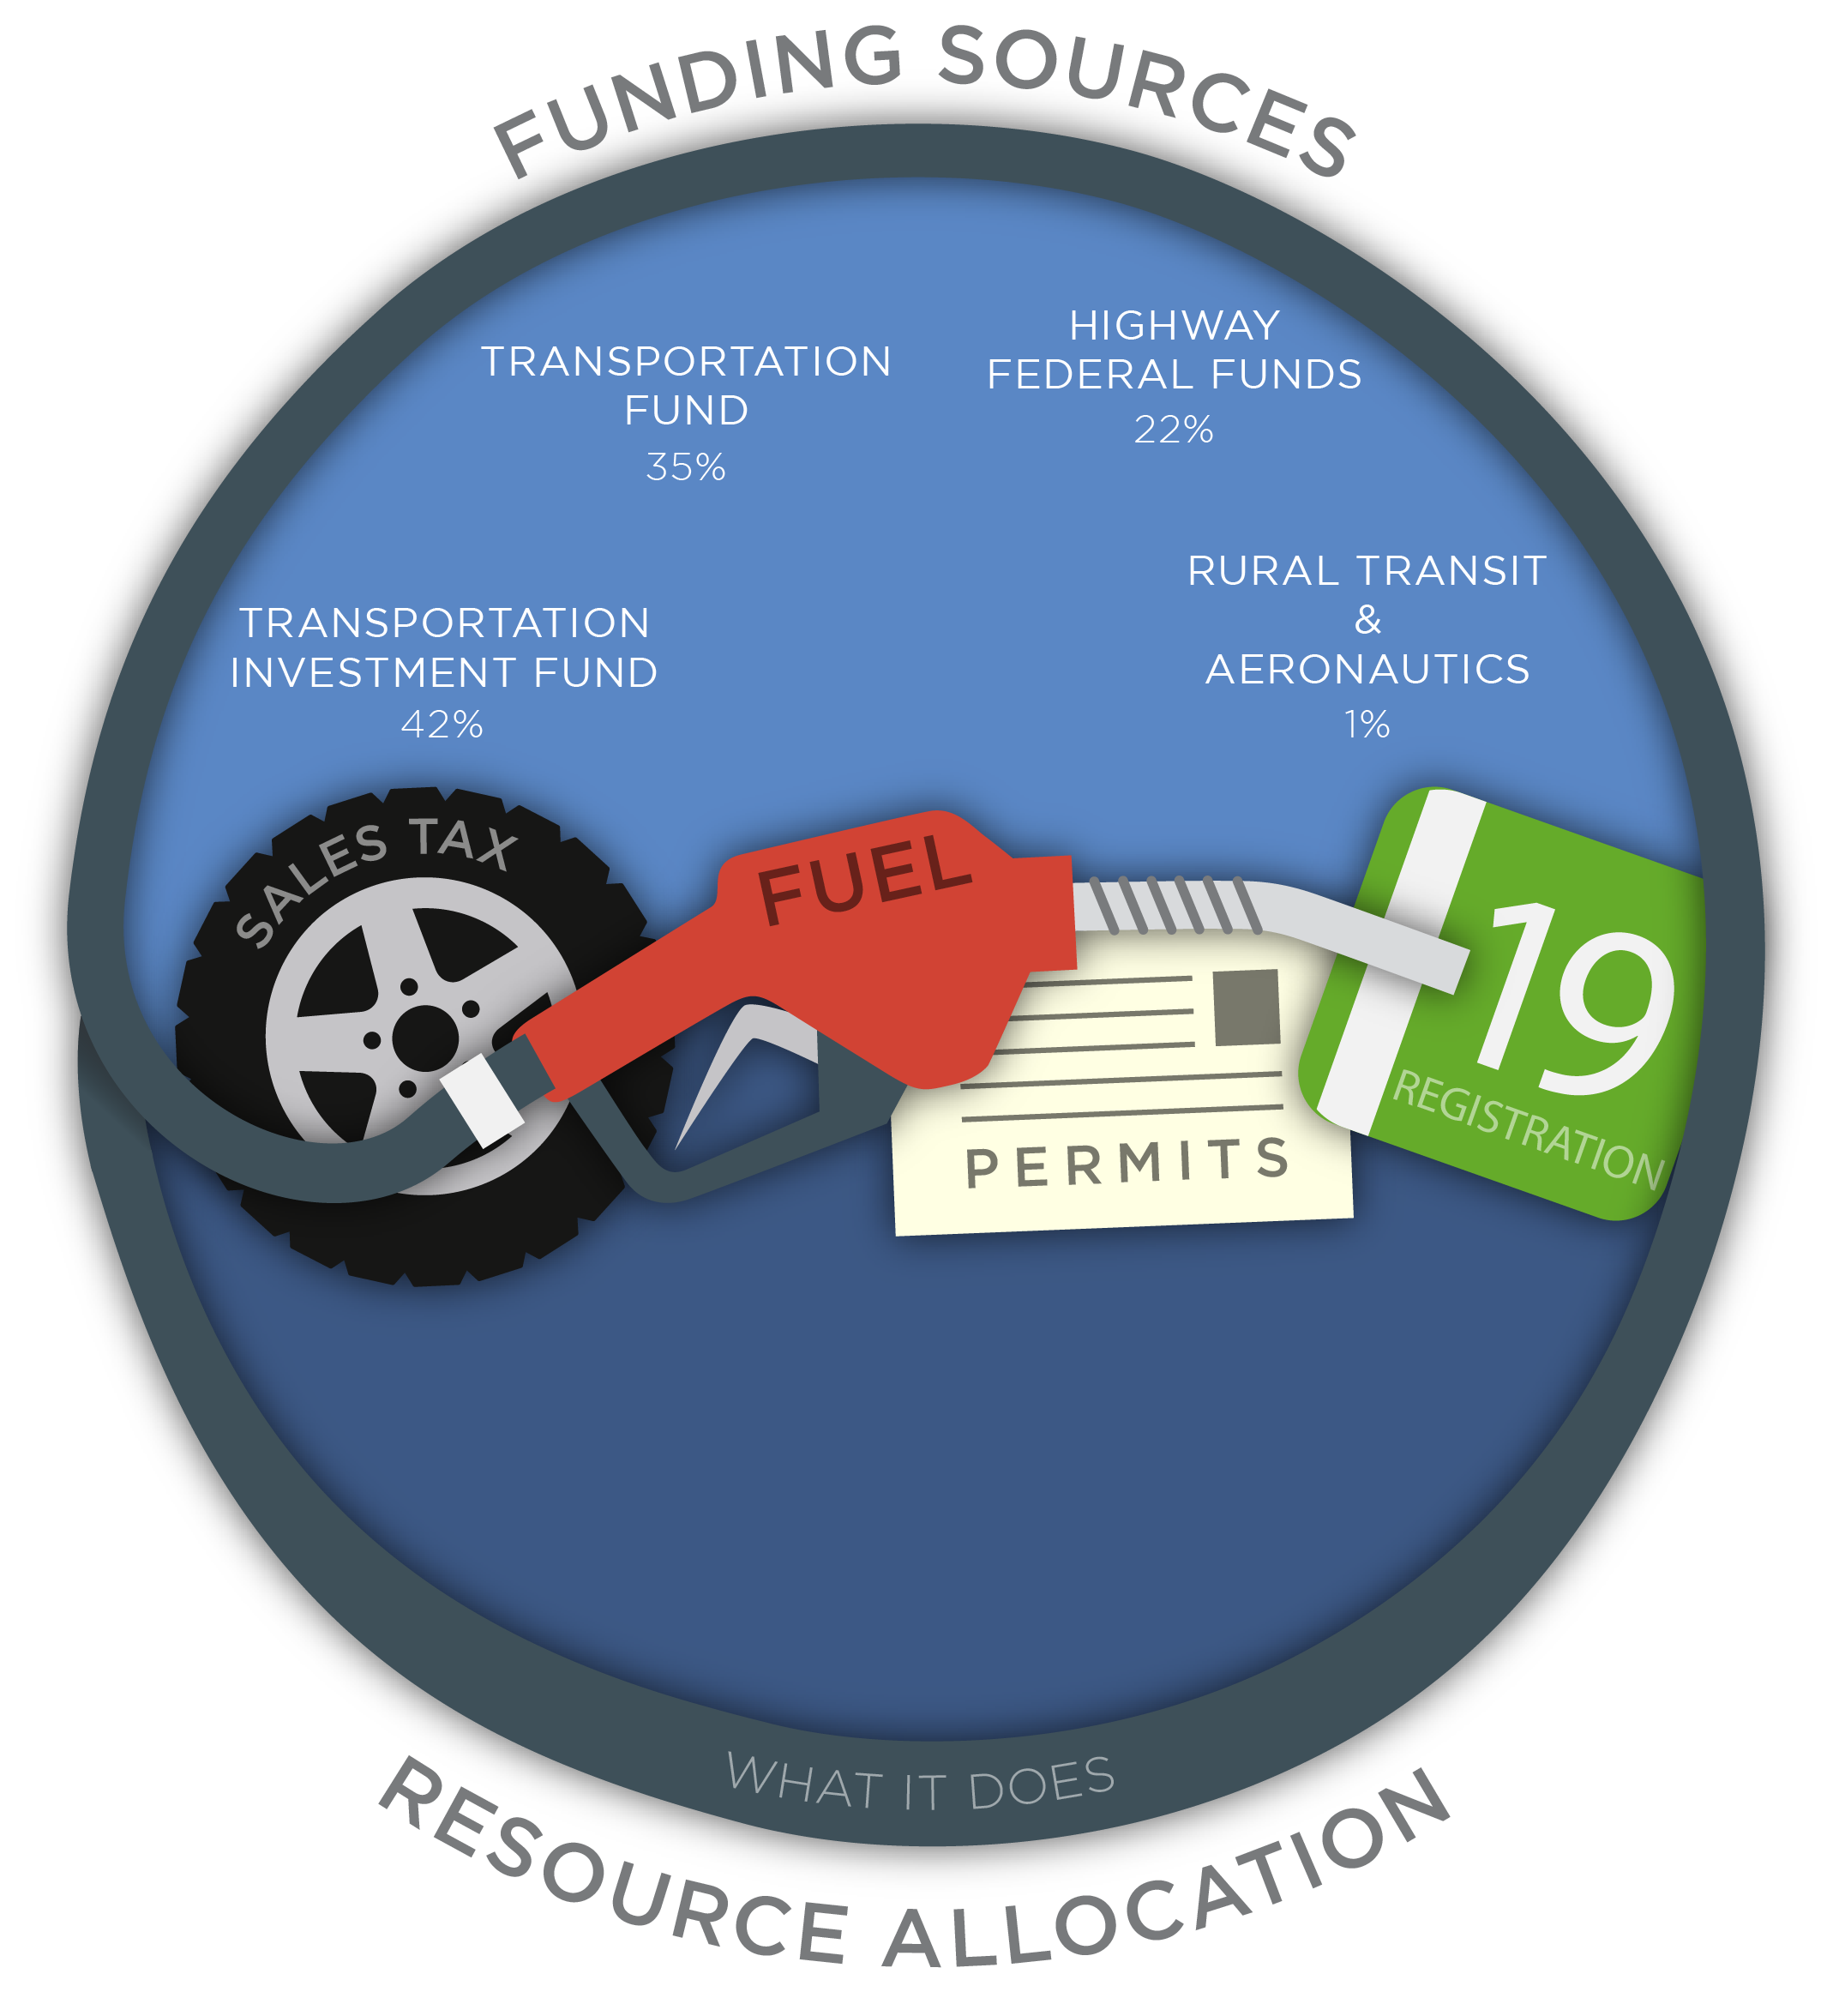 FUNDING SOURCES
TRANSPORTATION
FUND
35%
HIGHWAY
FEDERAL FUNDS
22%
TRANSPORTATION
INVESTMENT FUND
42%
RURAL TRANSIT
&
AERONAUTICS
1%
SALES TAX
FUEL
PERMITS
19
REGISTRATION
WHAT IT DOES
RESOURCE ALLOCATION